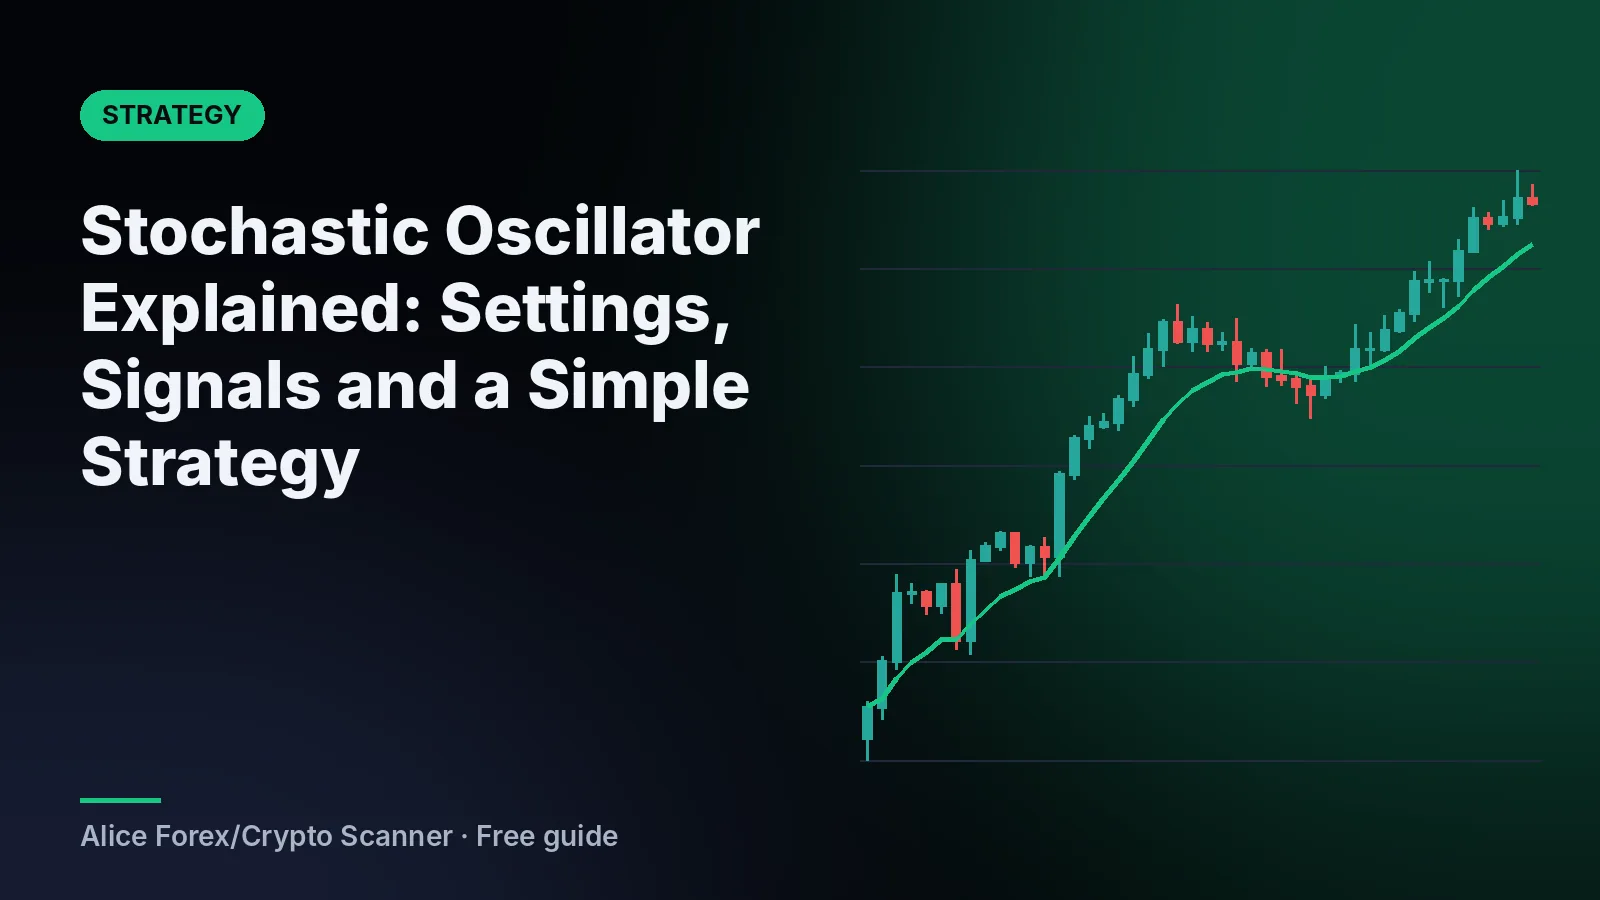 STRATEGY
Stochastic Oscillator
Explained: Settings,
Signals and a Simple
Strategy
Alice Forex/Crypto Scanner · Free guide